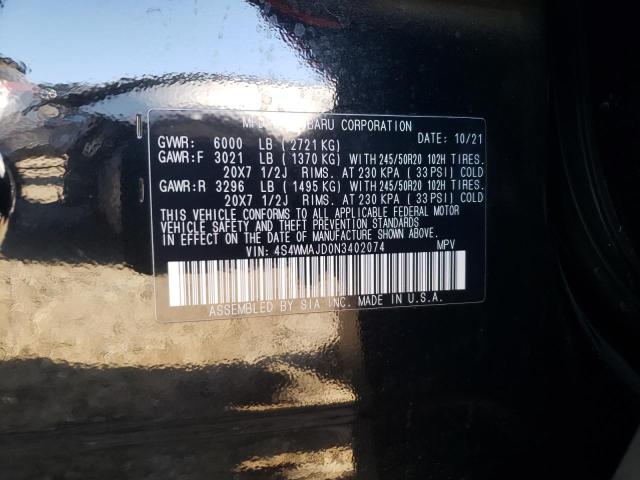 MFD. BARU CORPORATION DATE: 10/21
GVWR: 6000 LB ( 2721 KG)
GAWR:F 3021 LB ( 1370 KG) WITH 245/50R20 102H TIRES.
20X7 1/2J RIMS. AT 230 KPA ( 33 PSI) COLD
GAWR:R 3296 LB ( 1495 KG) WITH 245/50R20 102H TIRES.
20X7 1/2J RIMS. AT 230 KPA ( 33 PSI) COLD
THIS VEHICLE CONFORMS TO ALL APPLICABLE FEDERAL MOTOR
VEHICLE SAFETY AND THEFT PREVENTION STANDARDS
IN EFFECT ON THE DATE OF MANUFACTURE SHOWN ABOVE.
VIN: 4S4WMAJD0N3402074 MPV
ASSEMBLED BY SIA INC. MADE IN U.S.A.